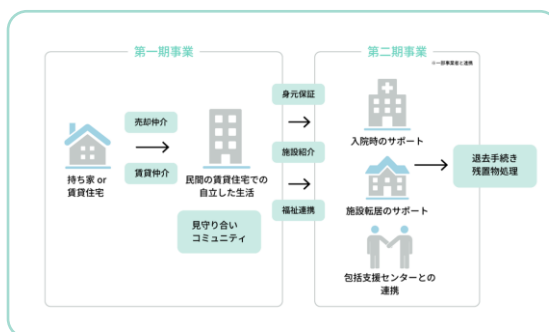 第一期事業
第二期事業
※一部事業者と連携
持ち家 or
賃貸住宅
売却仲介
賃貸仲介
民間の賃貸住宅での
自立した生活
見守り合い
コミュニティ
身元保証
施設紹介
福祉連携
入院時のサポート
施設転居のサポート
包括支援センターとの
連携
退去手続き
残置物処理